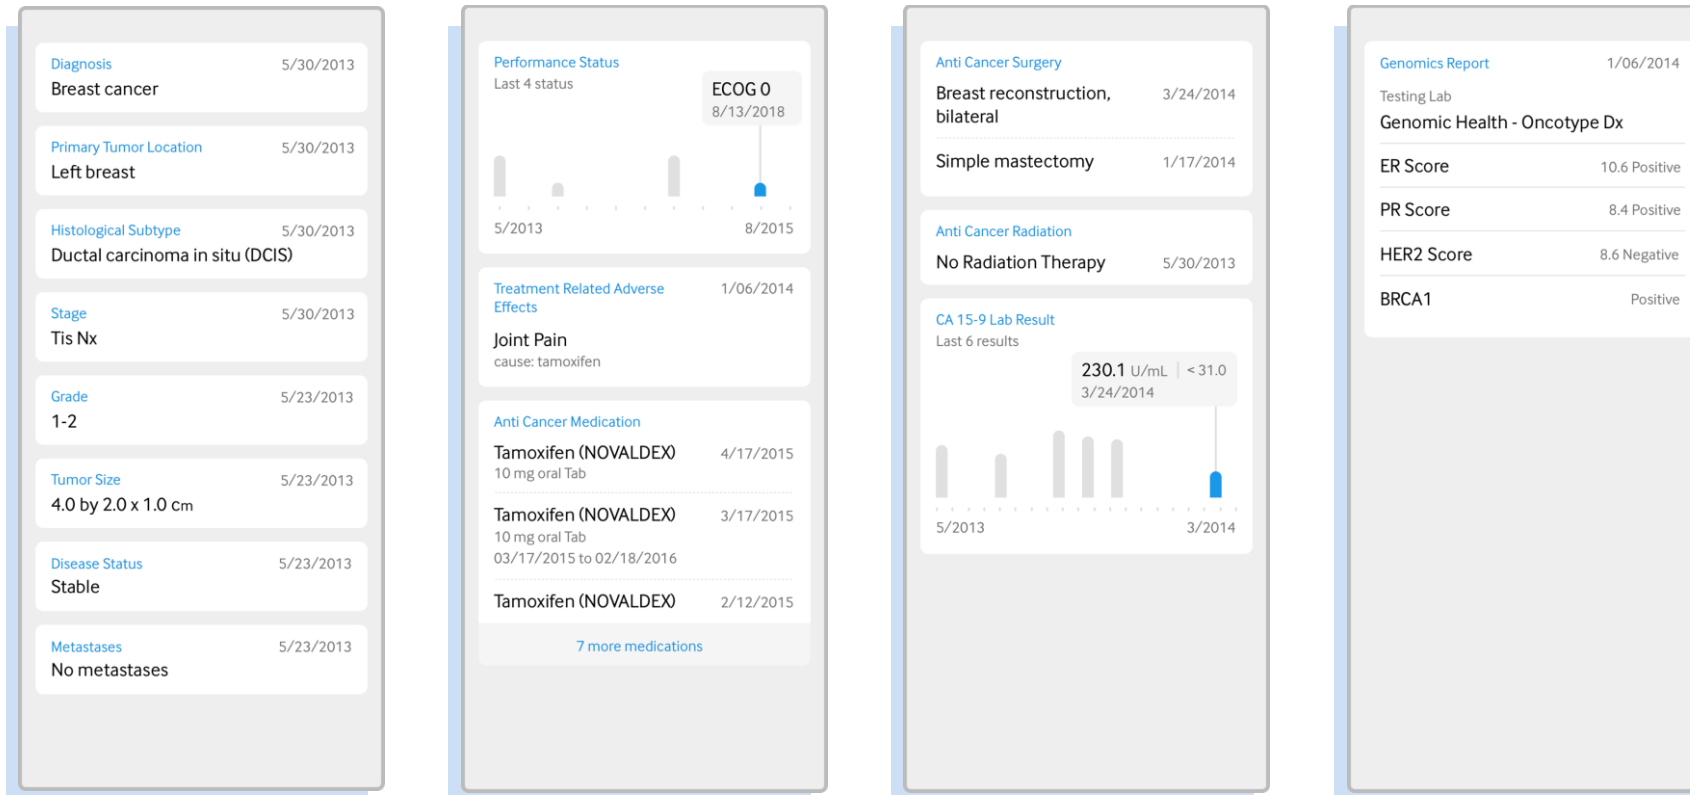 Diagnosis 5/30/2013
Breast cancer
Primary Tumor Location 5/30/2013
Left breast
Histological Subtype 5/30/2013
Ductal carcinoma in situ (DCIS)
Stage 5/30/2013
Tis Nx
Grade 5/23/2013
1-2
Tumor Size 5/23/2013
4.0 by 2.0 x 1.0 cm
Disease Status 5/23/2013
Stable
Metastases 5/23/2013
No metastases
Performance Status
Last 4 status
ECOG 0
8/13/2018
5/2013 8/2015
Treatment Related Adverse 1/06/2014
Effects
Joint Pain
cause: tamoxifen
Anti Cancer Medication
Tamoxifen (NOVALDEX) 4/17/2015
10 mg oral Tab
Tamoxifen (NOVALDEX) 3/17/2015
10 mg oral Tab
03/17/2015 to 02/18/2016
Tamoxifen (NOVALDEX) 2/12/2015
7 more medications
Anti Cancer Surgery
Breast reconstruction, 3/24/2014
bilateral
Simple mastectomy 1/17/2014
Anti Cancer Radiation
No Radiation Therapy 5/30/2013
CA 15-9 Lab Result
Last 6 results
230.1 U/mL | < 31.0
3/24/2014
5/2013 3/2014
Genomics Report 1/06/2014
Testing Lab
Genomic Health - Oncotype Dx
ER Score 10.6 Positive
PR Score 8.4 Positive
HER2 Score 8.6 Negative
BRCA1 Positive